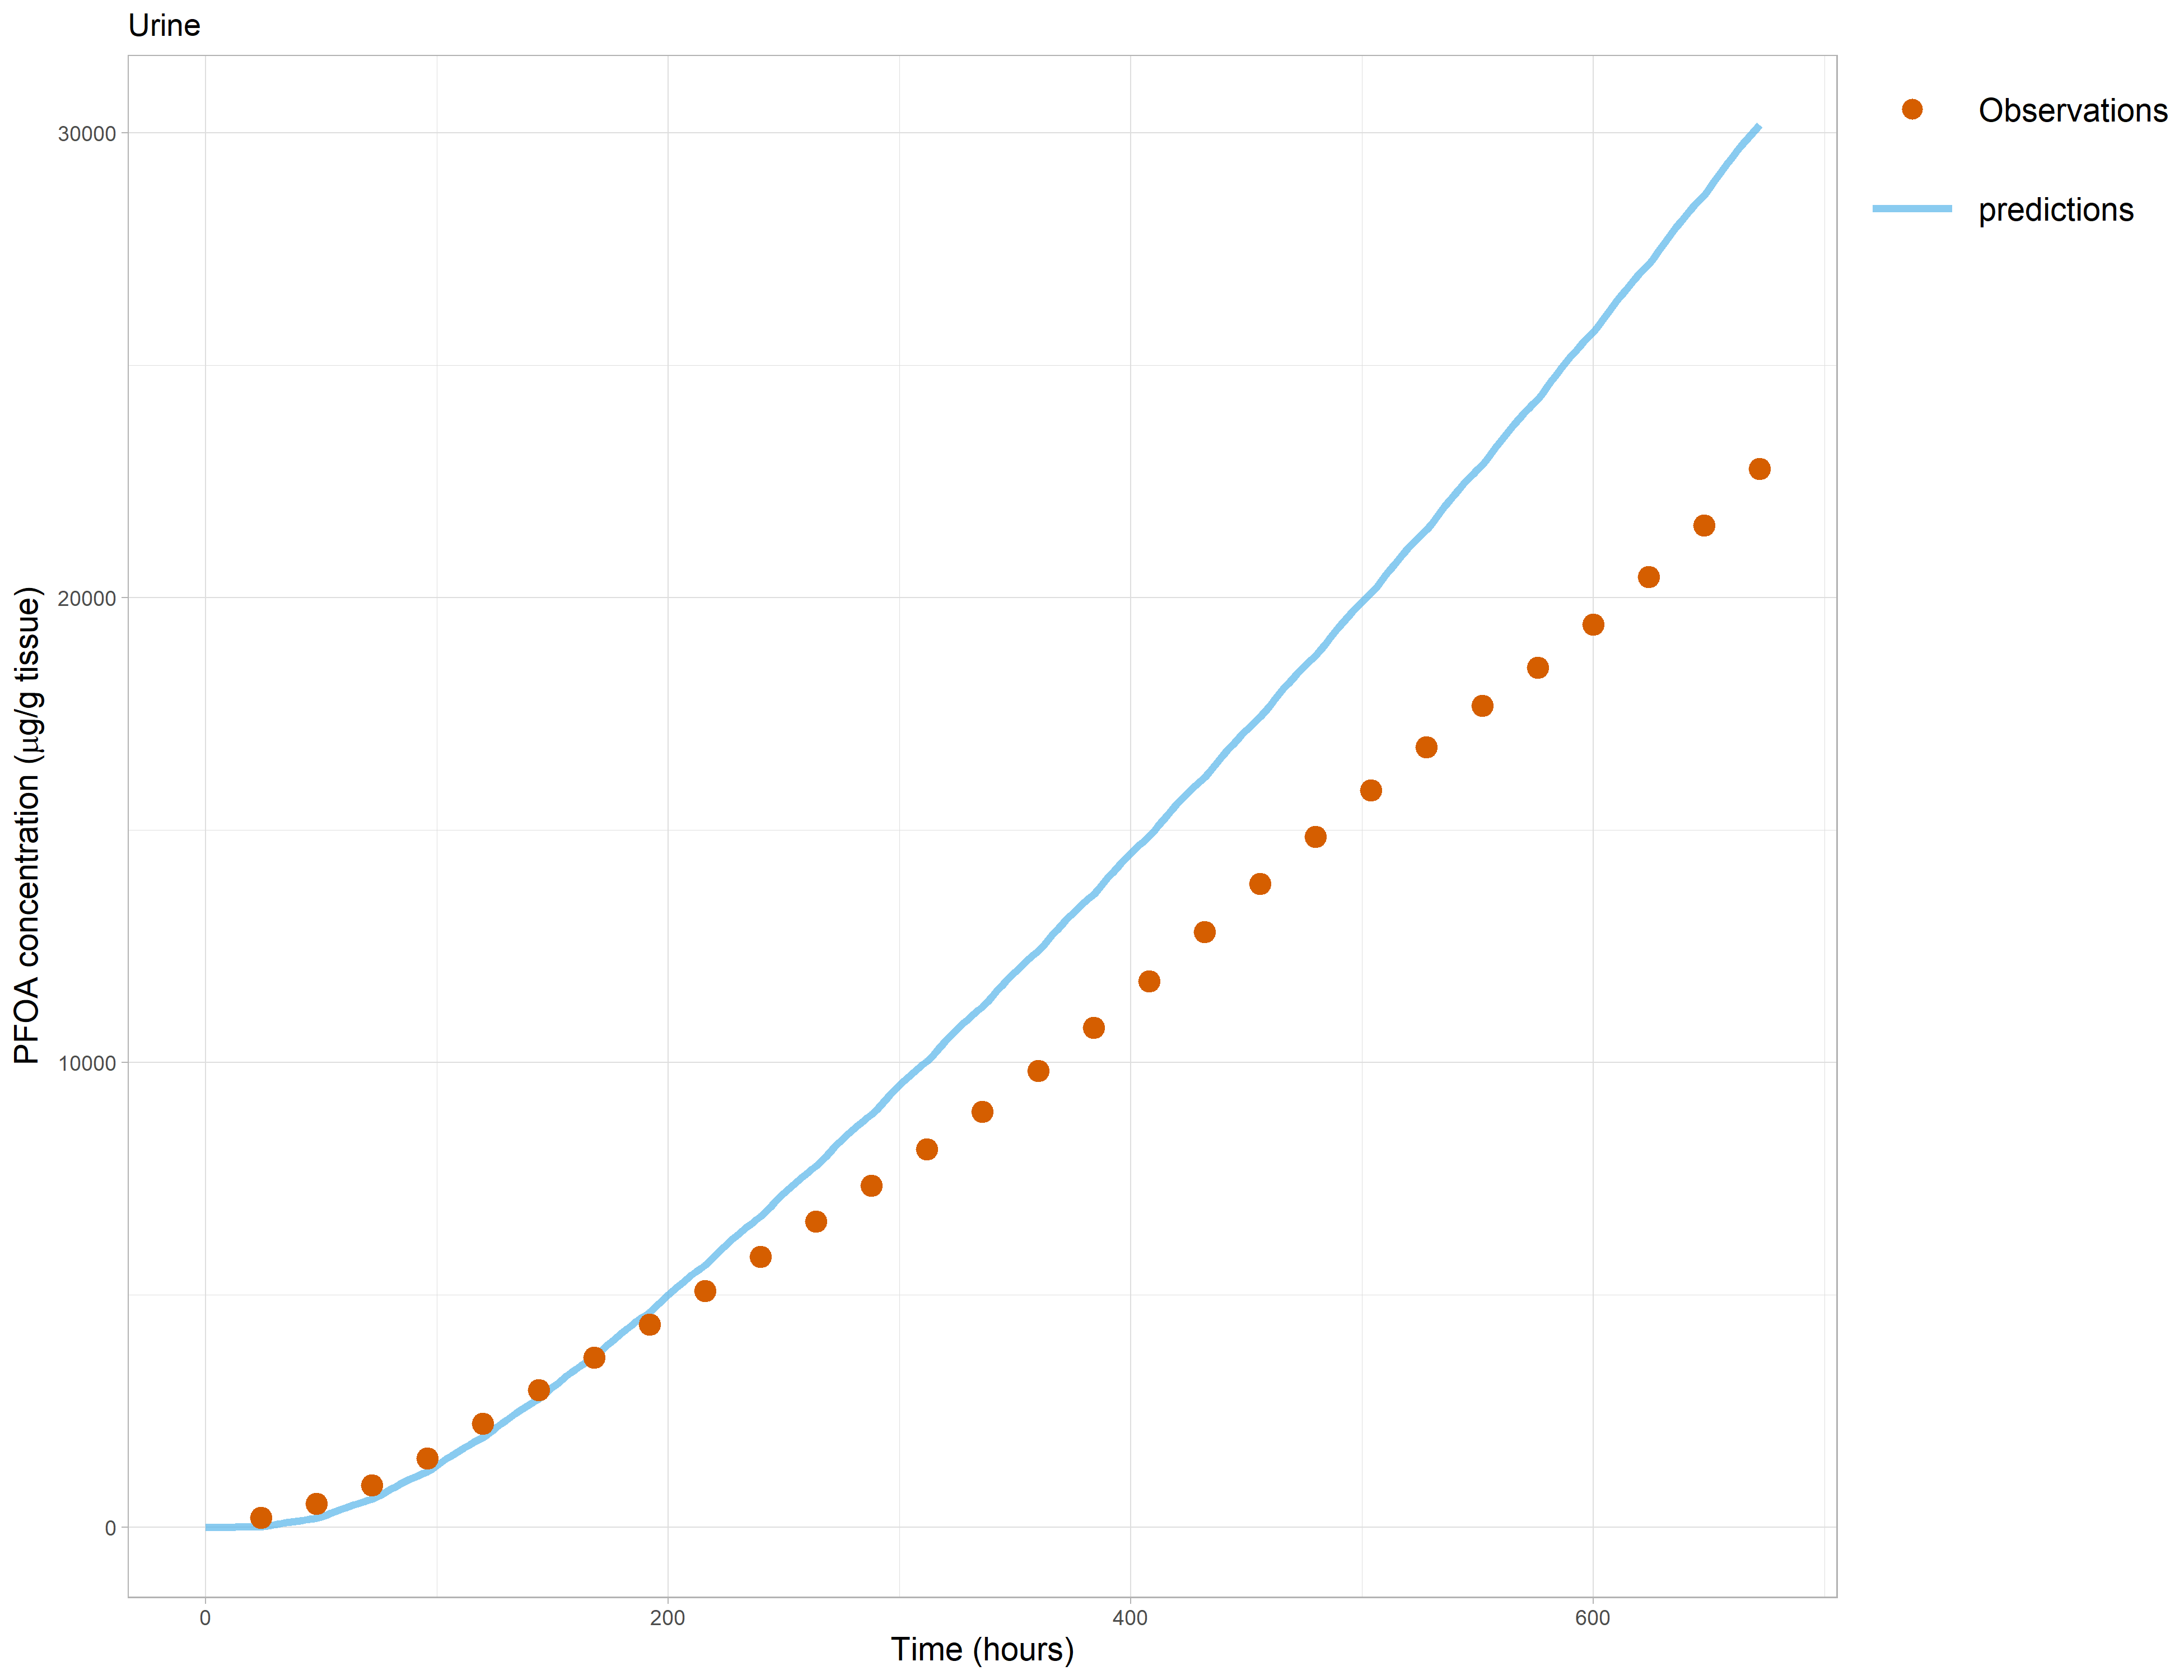 Urine
Observations
predictions
PFOA concentration (μg/g tissue)
30000
20000
10000
0
0 200 400 600
Time (hours)